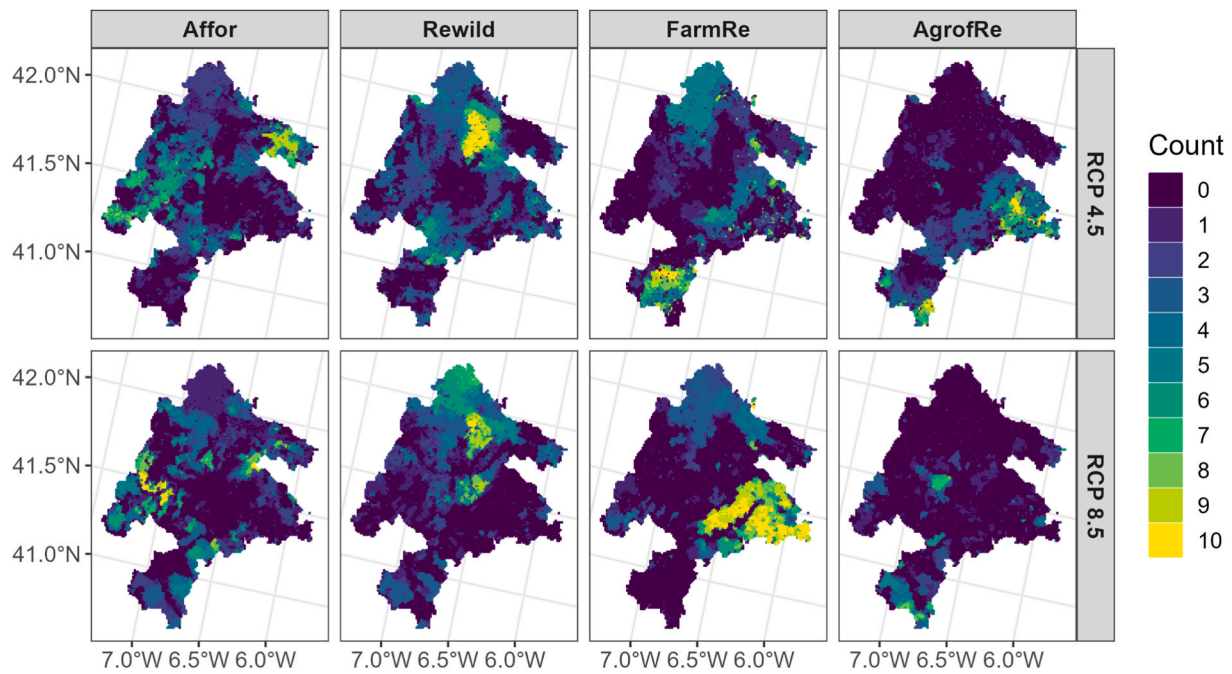 Affor Rewild FarmRe AgrofRe
42.0°N
41.5°N
41.0°N
RCP 4.5
42.0°N
41.5°N
41.0°N
RCP 8.5
7.0°W 6.5°W 6.0°W 7.0°W 6.5°W 6.0°W 7.0°W 6.5°W 6.0°W 7.0°W 6.5°W 6.0°W
Count
0
1
2
3
4
5
6
7
8
9
10